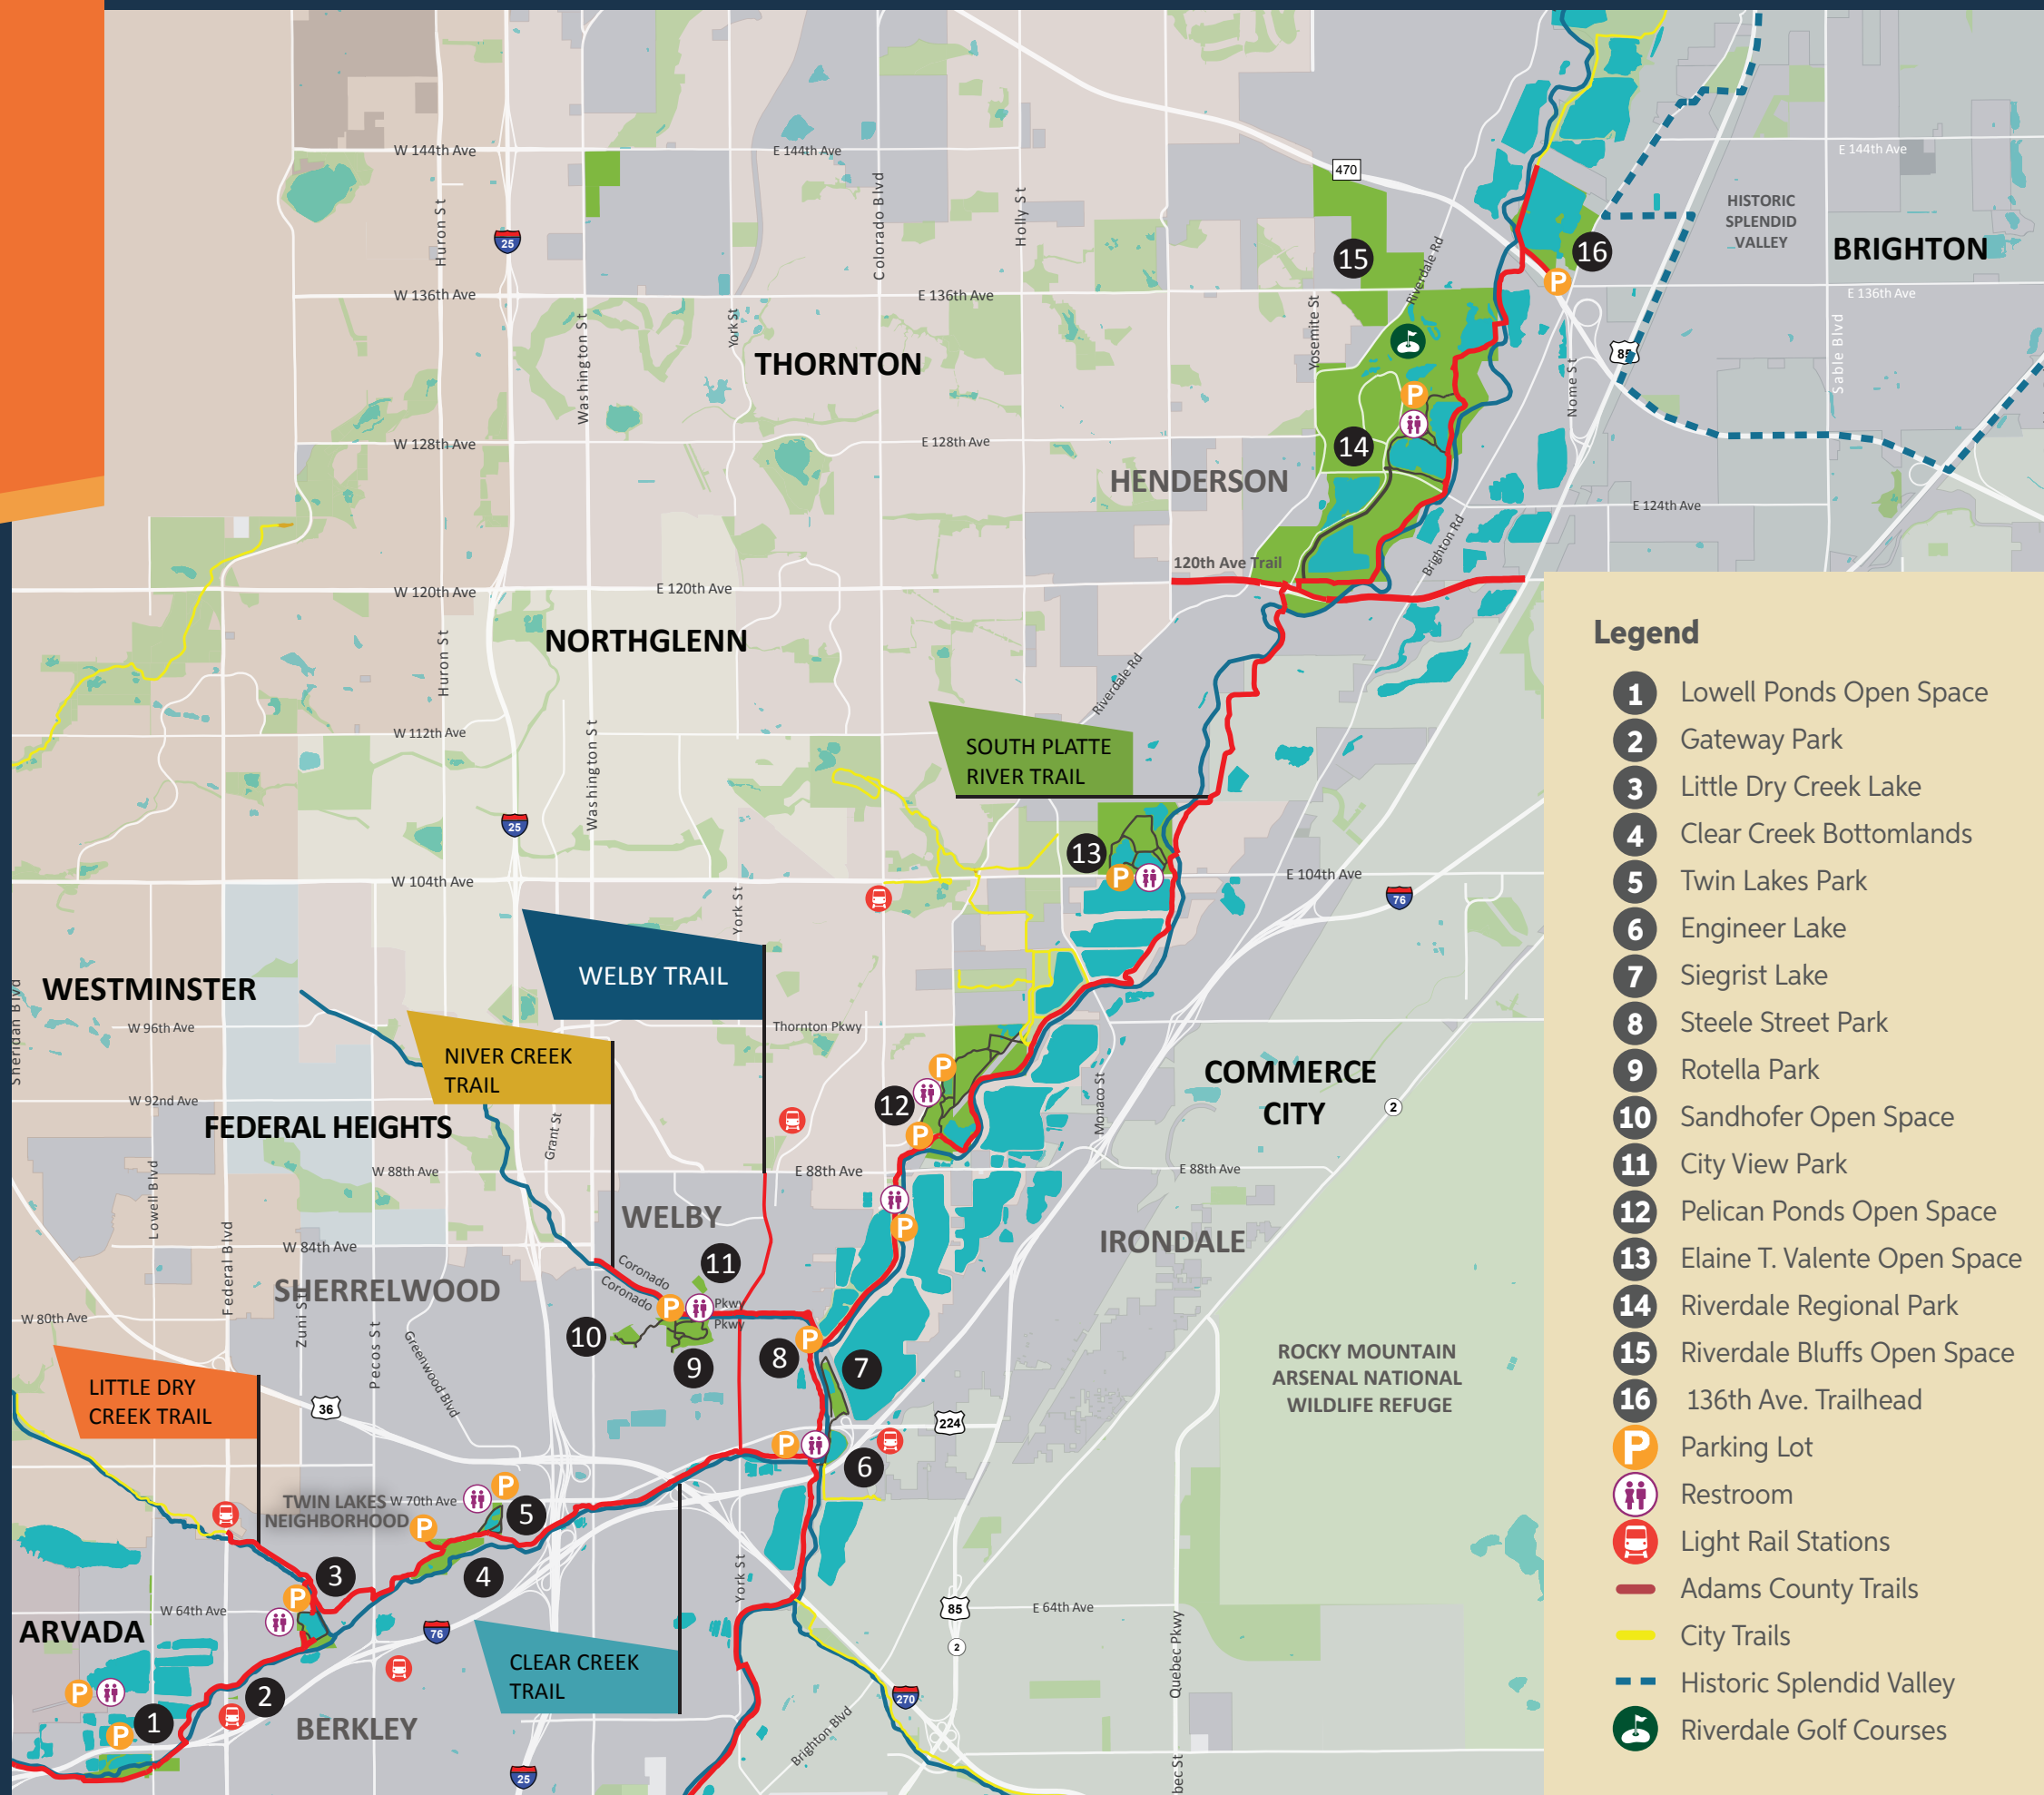 W 144th Ave
E 144th Ave
E 144th Ave
470
HISTORIC
SPLENDID
VALLEY
BRIGHTON
Huron St
25
Colorado Blvd
Holly St
15
Riverdale Rd
16
P
W 136th Ave
E 136th Ave
E 136th Ave
Washington St
York St
Yosemite St
THORNTON
85
Nome St
Sable Blvd
P
W 128th Ave
E 128th Ave
14
HENDERSON
E 124th Ave
Brighton Rd
120th Ave Trail
W 120th Ave
E 120th Ave
NORTHGLENN
Huron St
Riverdale Rd
W 112th Ave
Washington St
SOUTH PLATTE
RIVER TRAIL
25
13
P
W 104th Ave
E 104th Ave
76
York St
WELBY TRAIL
WESTMINSTER
Sheridan Blvd
W 96th Ave
Thornton Pkwy
NIVER CREEK
TRAIL
P
COMMERCE
CITY
W 92nd Ave
12
2
FEDERAL HEIGHTS
Grant St
Monaco St
P
W 88th Ave
E 88th Ave
E 88th Ave
Lowell Blvd
WELBY
P
IRONDALE
W 84th Ave
Federal Blvd
11
SHERRELWOOD
Coronado
Pkwy
Coronado
Pkwy
P
W 80th Ave
Zuni St
Pecos St
Greenwood Blvd
10
9
8
P
7
ROCKY MOUNTAIN
ARSENAL NATIONAL
WILDLIFE REFUGE
LITTLE DRY
CREEK TRAIL
36
224
P
6
TWIN LAKES
NEIGHBORHOOD
W 70th Ave
P
5
P
4
3
P
York St
W 64th Ave
85
E 64th Ave
ARVADA
76
2
CLEAR CREEK
TRAIL
Quebec Pkwy
P
2
1
P
BERKLEY
270
Brighton Blvd
25
bec St
Legend
1 Lowell Ponds Open Space
2 Gateway Park
3 Little Dry Creek Lake
4 Clear Creek Bottomlands
5 Twin Lakes Park
6 Engineer Lake
7 Siegrist Lake
8 Steele Street Park
9 Rotella Park
10 Sandhofer Open Space
11 City View Park
12 Pelican Ponds Open Space
13 Elaine T. Valente Open Space
14 Riverdale Regional Park
15 Riverdale Bluffs Open Space
16 136th Ave. Trailhead
P Parking Lot
Restroom
Light Rail Stations
Adams County Trails
City Trails
Historic Splendid Valley
Riverdale Golf Courses